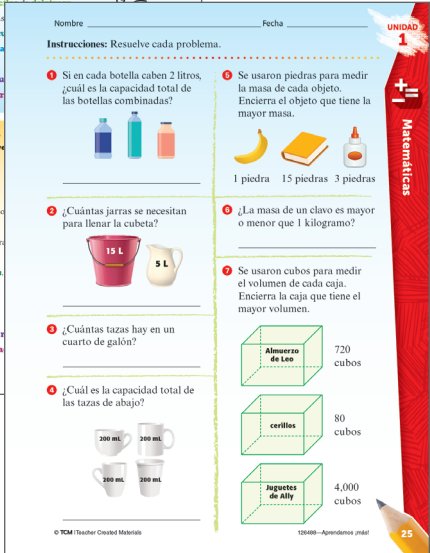 Nombre ____________ Fecha ____________
UNIDAD
1
Instrucciones: Resuelve cada problema.
1 Si en cada botella caben 2 litros,
¿cuál es la capacidad total de
las botellas combinadas?
2 ¿Cuántas jarras se necesitan
para llenar la cubeta?
15 L
5 L
3 ¿Cuántas tazas hay en un
cuarto de galón?
4 ¿Cuál es la capacidad total de
las tazas de abajo?
200 mL 200 mL
200 mL 200 mL
5 Se usaron piedras para medir
la masa de cada objeto.
Encierra el objeto que tiene la
mayor masa.
1 piedra 15 piedras 3 piedras
6 ¿La masa de un clavo es mayor
o menor que 1 kilogramo?
7 Se usaron cubos para medir
el volumen de cada caja.
Encierra la caja que tiene el
mayor volumen.
Almuerzo
de Leo
720
cubos
cerillos
80
cubos
Juguetes
de Ally
4,000
cubos
Matemáticas
© TCM | Teacher Created Materials
126488—Aprendamos ¡más!
25